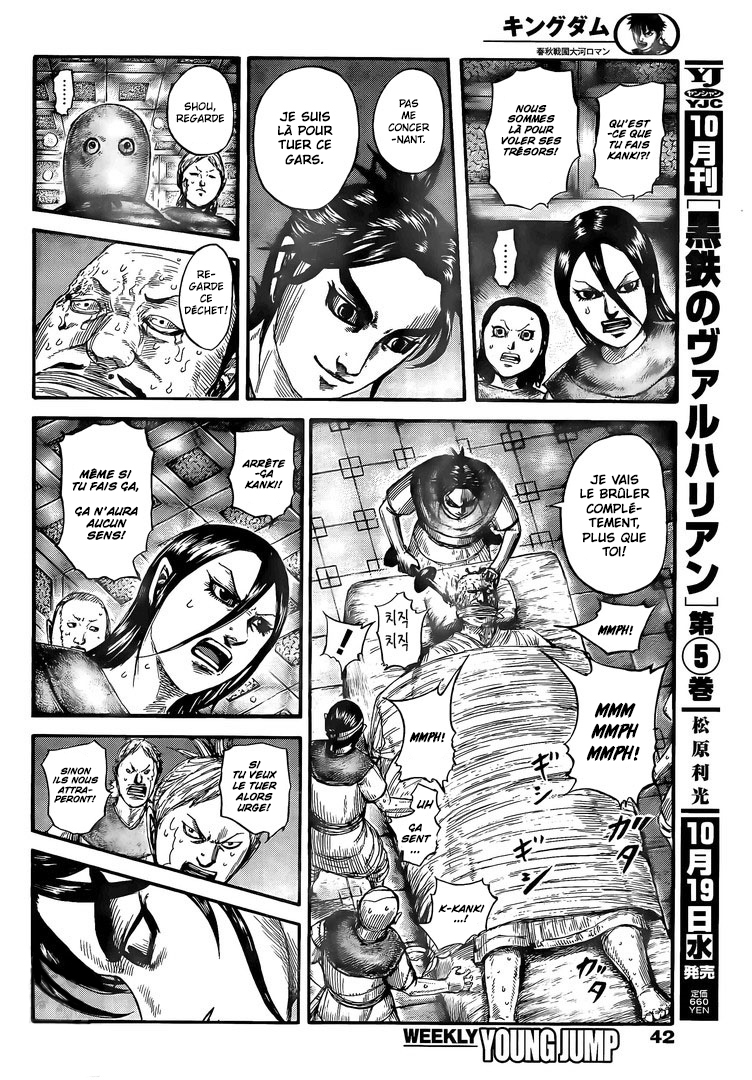 キングダム
春秋戦国大河ロマン
QU'EST
-CE QUE
TU FAIS
KANKI?!
NOUS
SOMMES
LÀ POUR
VOLER SES
TRÉSORS!
......
PAS
ME
CONCER
-NANT.
JE SUIS
LÀ POUR
TUER CE
GARS.
SHOU,
REGARDE
......
RE-
GARDE
CE
DÉCHET!
JE VAIS
LE BRÛLER
COMPLÉ-
TEMENT,
PLUS QUE
TOI!
치직
치직
!
MMPH!
MMM
MMPH
MMPH!
MMPH!
UH
ÇA
SENT...
K-KANKI
...!
ギシ
ギシ
ガタ
ガタ
ARRÊTE
-ÇA
KANKI!
MÊME SI
TU FAIS ÇA,
ÇA N'AURA
AUCUN
SENS!
SI
TU VEUX
LE TUER
ALORS
URGE!
SINON
ILS NOUS
ATTRA-
PERONT!
YJ
ヤンジャン
YJC
10月刊
[黒鉄のヴァルハリアン]第⑤巻
松原利光
10月19日水
発売
定価
660
YEN
WEEKLY YOUNG JUMP 42